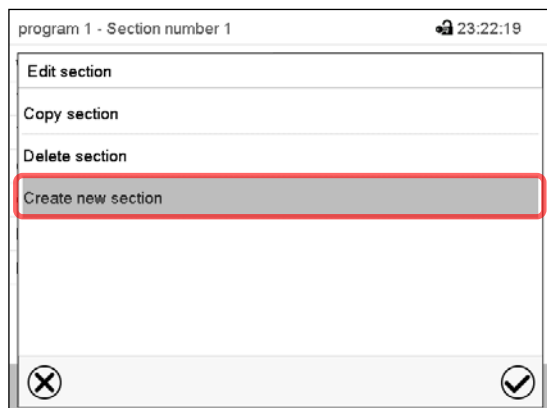 program 1 - Section number 1 23:22:19
Edit section
Copy section
Delete section
Create new section